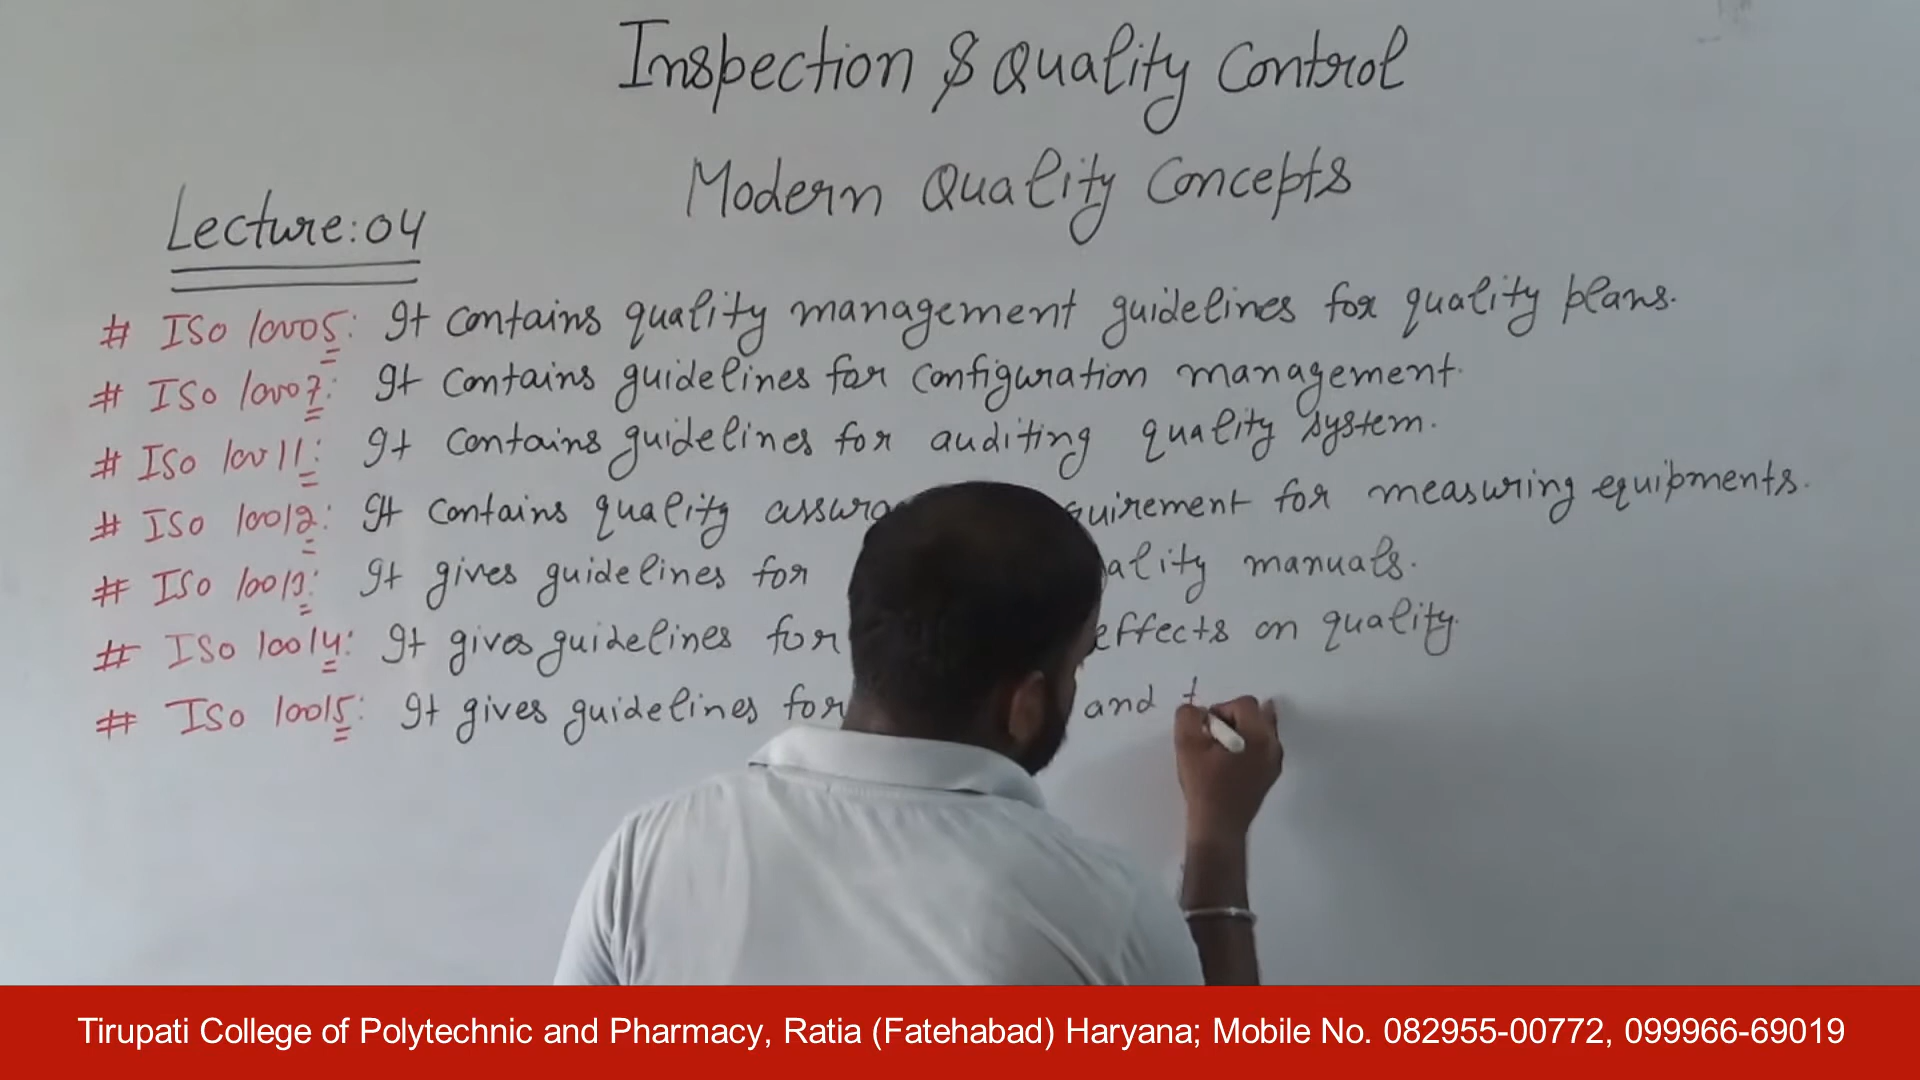 Inspection & Quality Control
Modern Quality Concepts
Lecture:04
# ISO 10005: It contains quality management guidelines for quality plans.
# ISO 10007: It contains guidelines for configuration management.
# ISO 10011: It contains guidelines for auditing quality system.
# ISO 10012: It contains quality requirement for measuring equipments.
# ISO 10013: It gives guidelines for manuals.
# ISO 10014: It gives guidelines for effects on quality.
# ISO 10015: It gives guidelines for and
Tirupati College of Polytechnic and Pharmacy, Ratia (Fatehabad) Haryana; Mobile No. 082955-00772, 099966-69019